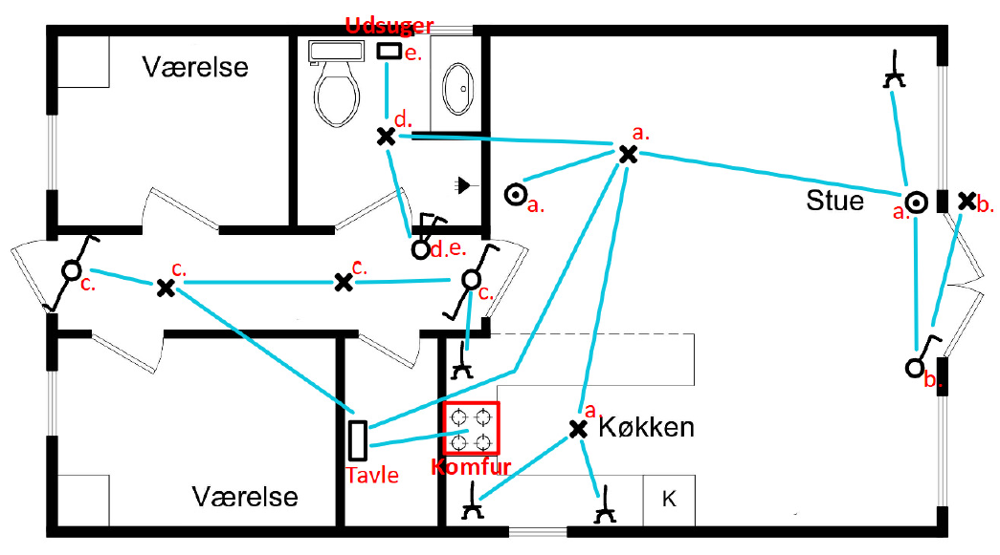 Udsuger
Værelse
e.
d.
a.
a.
Stue
a.
b.
d.e.
c.
c.
c.
c.
b.
a.
Køkken
Tavle
Komfur
Værelse
K